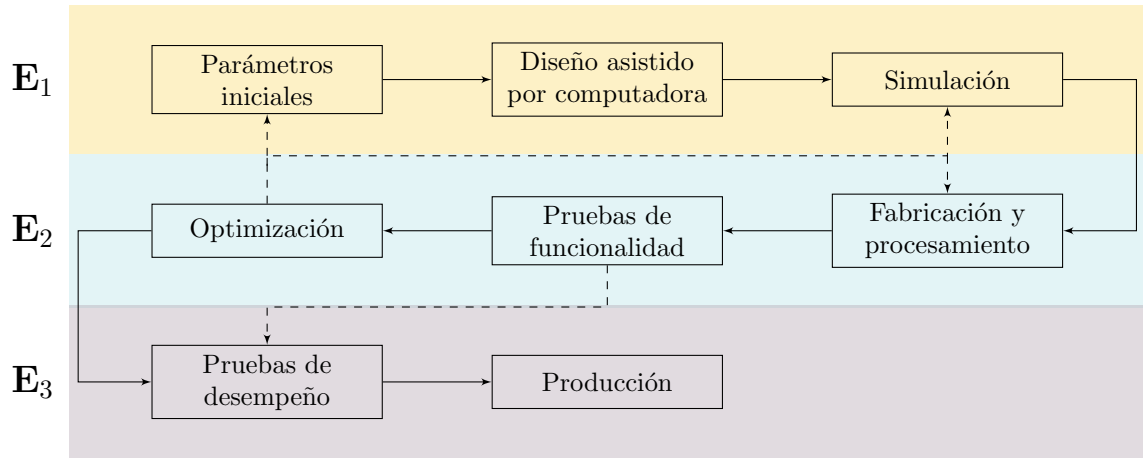 E₁
Parámetros
iniciales
Diseño asistido
por computadora
Simulación
E₂
Optimización
Pruebas de
funcionalidad
Fabricación y
procesamiento
E₃
Pruebas de
desempeño
Producción